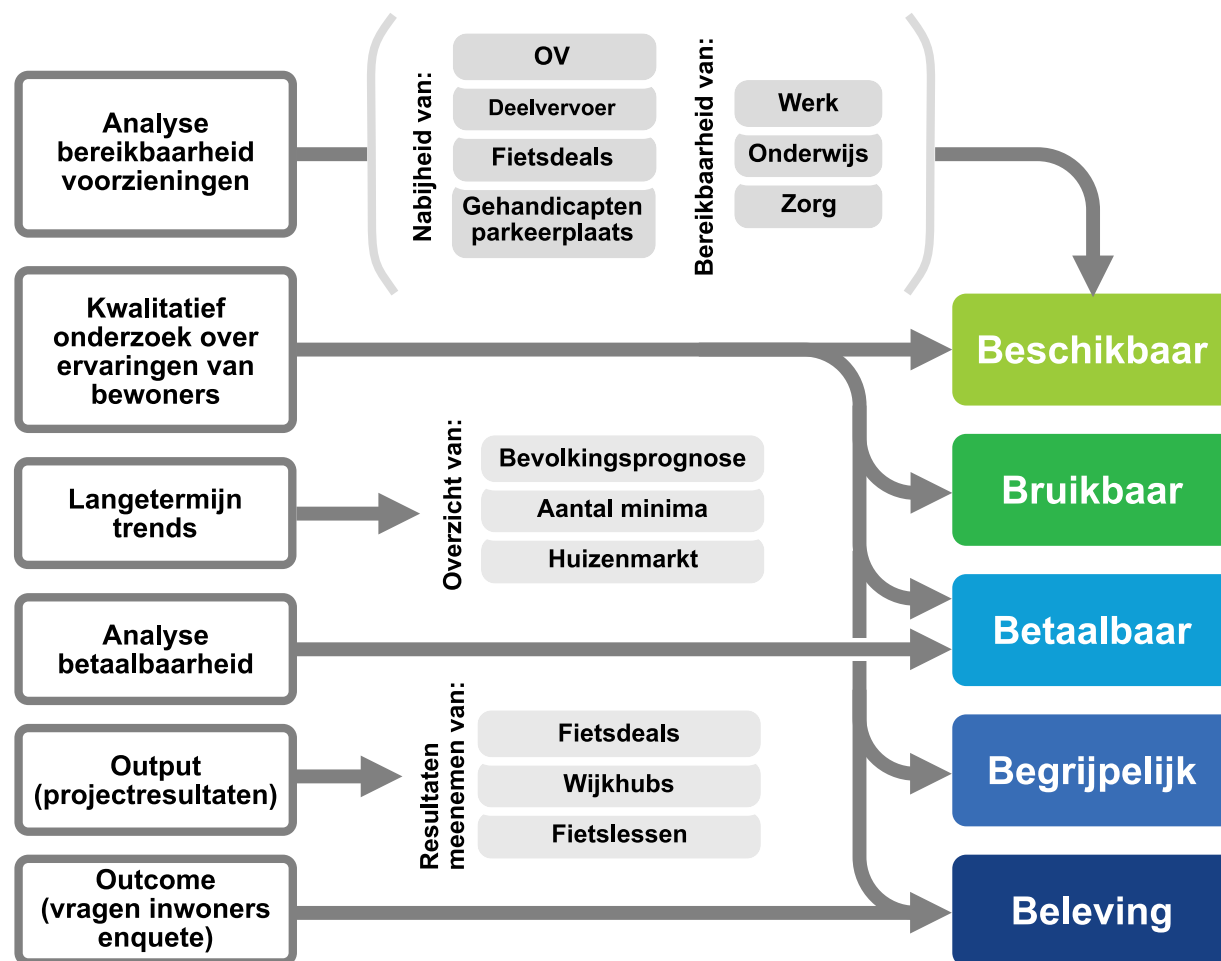 Analyse
bereikbaarheid
voorzieningen
Nabijheid van:
OV
Deelvervoer
Fietsdeals
Gehandicapten
parkeerplaats
Bereikbaarheid van:
Werk
Onderwijs
Zorg
Kwalitatief
onderzoek over
ervaringen van
bewoners
Langetermijn
trends
Overzicht van:
Bevolkingsprognose
Aantal minima
Huizenmarkt
Analyse
betaalbaarheid
Output
(projectresultaten)
Resultaten
meenemen van:
Fietsdeals
Wijkhubs
Fietslessen
Outcome
(vragen inwoners
enquete)
Beschikbaar
Bruikbaar
Betaalbaar
Begrijpelijk
Beleving